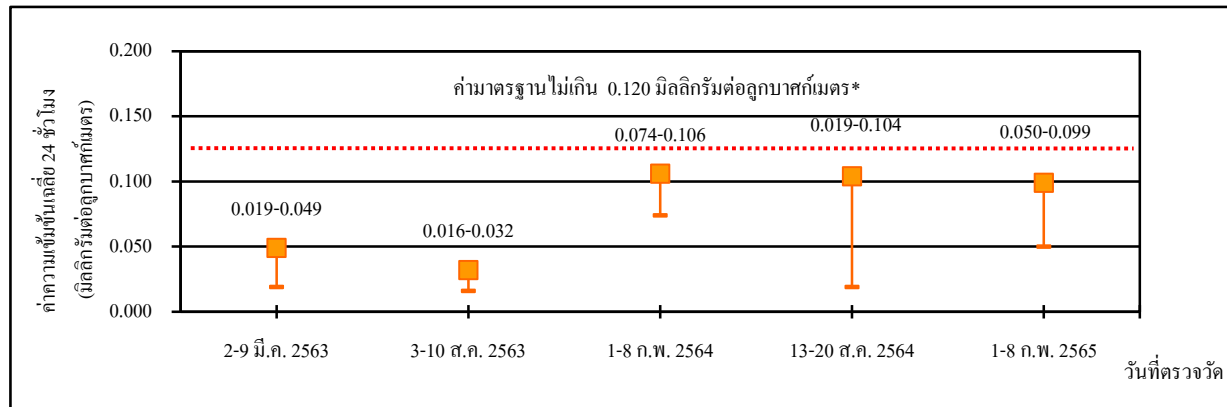 0.200
ค่ามาตรฐานไม่เกิน 0.120 มิลลิกรัมต่อลูกบาศก์เมตร*
0.150
0.074-0.106
0.019-0.104
0.050-0.099
0.100
0.019-0.049
0.016-0.032
0.050
0.000
ค่าความเข้มข้นเฉลี่ย 24 ชั่วโมง
(มิลลิกรัมต่อลูกบาศก์เมตร)
2-9 มี.ค. 2563
3-10 ส.ค. 2563
1-8 ก.พ. 2564
13-20 ส.ค. 2564
1-8 ก.พ. 2565
วันที่ตรวจวัด